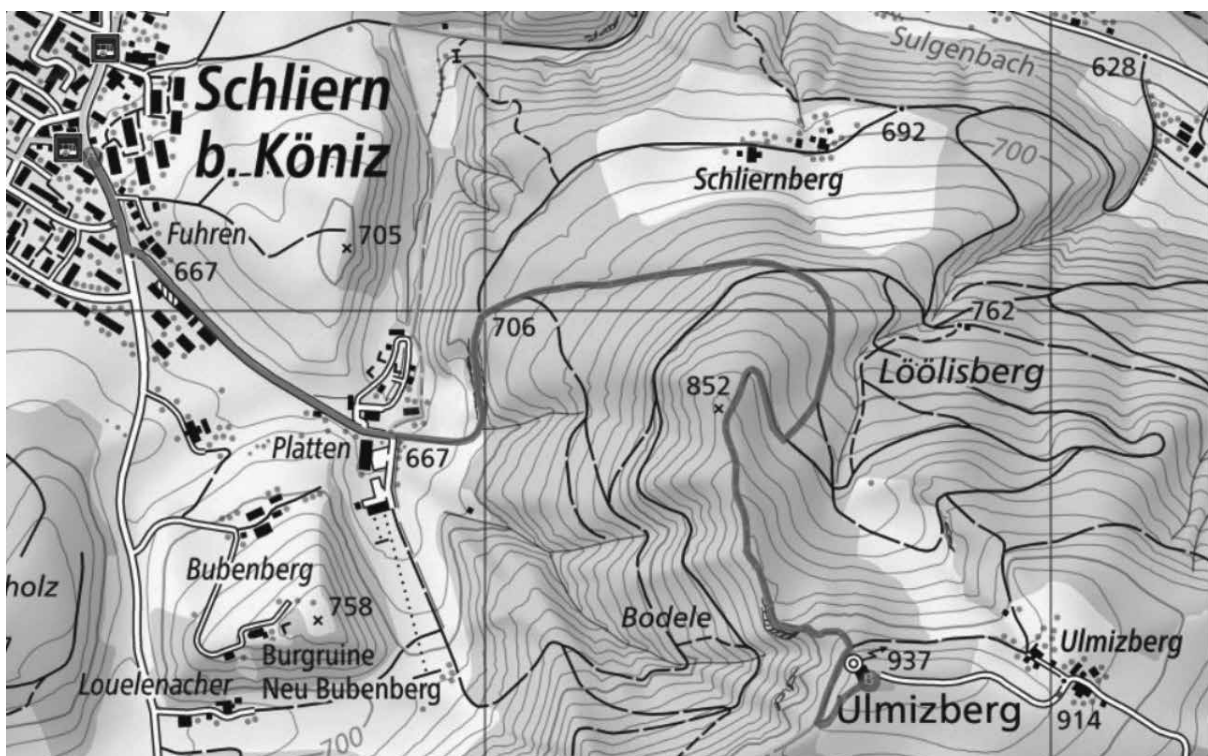 Sulgenbach
628
Schliern
b. Köniz
692
700
Schliernberg
Fuhren
705
667
706
762
Löölisberg
852
Platten
667
Bubenberg
holz
758
Bodele
Burgruine
Neu Bubenberg
Louelenacher
Ulmizberg
937
Ulmizberg
914
700